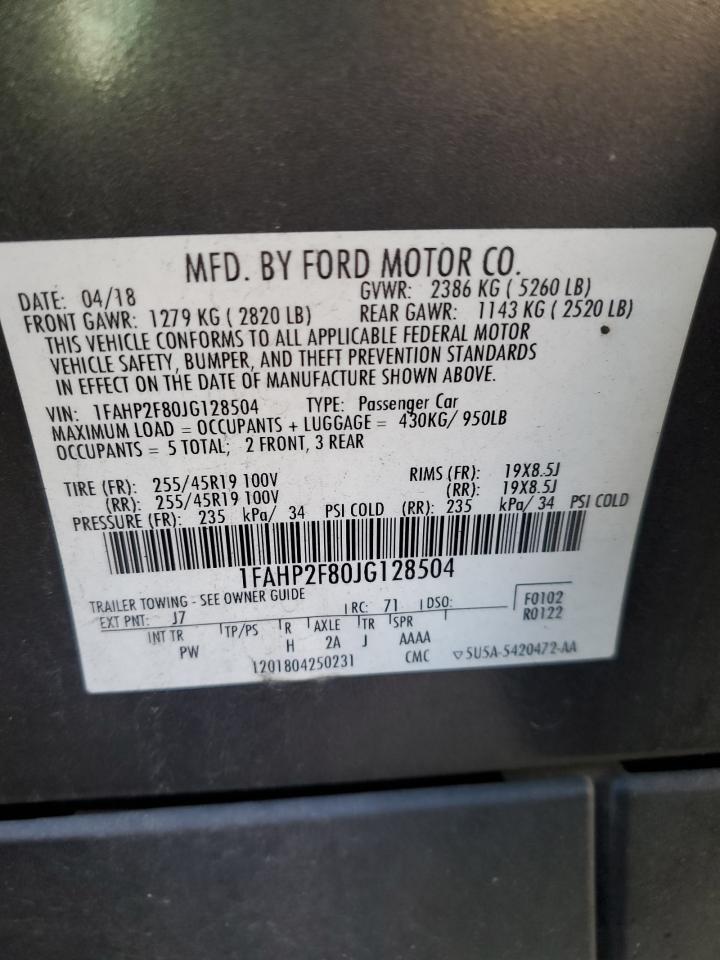 MFD. BY FORD MOTOR CO.
DATE: 04/18 GVWR: 2386 KG ( 5260 LB)
FRONT GAWR: 1279 KG ( 2820 LB) REAR GAWR: 1143 KG ( 2520 LB)
THIS VEHICLE CONFORMS TO ALL APPLICABLE FEDERAL MOTOR
VEHICLE SAFETY, BUMPER, AND THEFT PREVENTION STANDARDS
IN EFFECT ON THE DATE OF MANUFACTURE SHOWN ABOVE.
VIN: 1FAHP2F80JG128504 TYPE: Passenger Car
MAXIMUM LOAD = OCCUPANTS + LUGGAGE = 430KG/ 950LB
OCCUPANTS = 5 TOTAL; 2 FRONT, 3 REAR
TIRE (FR): 255/45R19 100V RIMS (FR): 19X8.5J
(RR): 255/45R19 100V (RR): 19X8.5J
PRESSURE (FR): 235 kPa/ 34 PSI COLD (RR): 235 kPa/ 34 PSI COLD
1FAHP2F80JG128504
TRAILER TOWING - SEE OWNER GUIDE
EXT PNT: J7 RC: 71 DSO: F0102
R0122
INT TR TP/PS R AXLE TR SPR
PW H 2A J AAAA
1201804250231 CMC ▽5U5A-5420472-AA